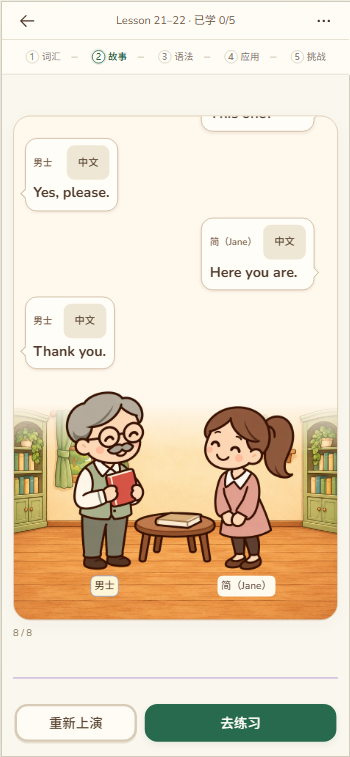 Lesson 21–22 · 已学 0/5
1 词汇 — 2 故事 — 3 语法 — 4 应用 — 5 挑战
This one?
男士 中文
Yes, please.
简（Jane） 中文
Here you are.
男士 中文
Thank you.
男士 简（Jane）
8 / 8
重新上演 去练习